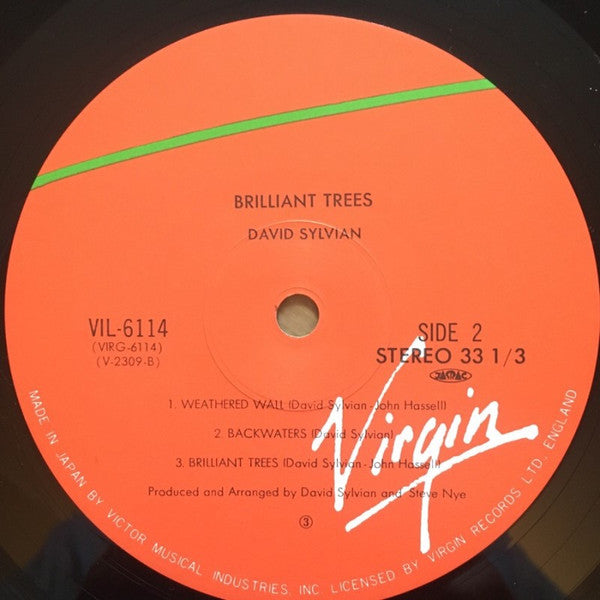 BRILLIANT TREES
DAVID SYLVIAN
VIL-6114
(VIRG-6114)
(V-2309-B)
SIDE 2
STEREO 33 1/3
JASRAC
1. WEATHERED WALL (David Sylvian-John Hassell)
2. BACKWATERS (David Sylvian)
3. BRILLIANT TREES (David Sylvian-John Hassell)
Produced and Arranged by David Sylvian and Steve Nye
③
Virgin
MADE IN JAPAN BY VICTOR MUSICAL INDUSTRIES, INC. LICENSED BY VIRGIN RECORDS LTD., ENGLAND